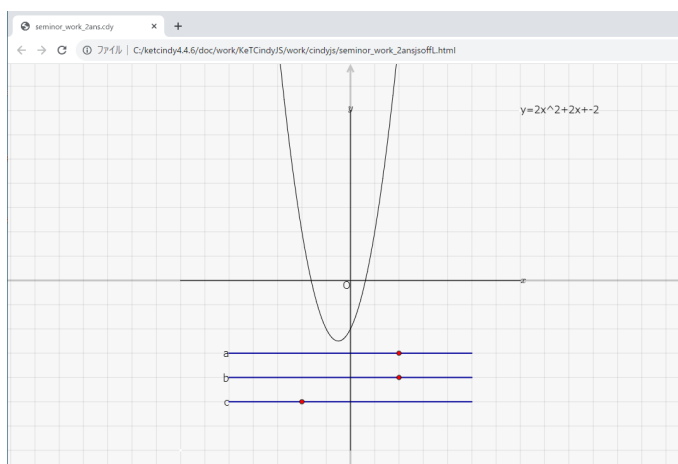 seminor_work_2ans.cdy
ファイル | C:/ketcindy4.4.6/doc/work/KeTCindyJS/work/cindyjs/seminor_work_2ansjsoffL.html
y
y=2x^2+2x+-2
O
x
a
b
c